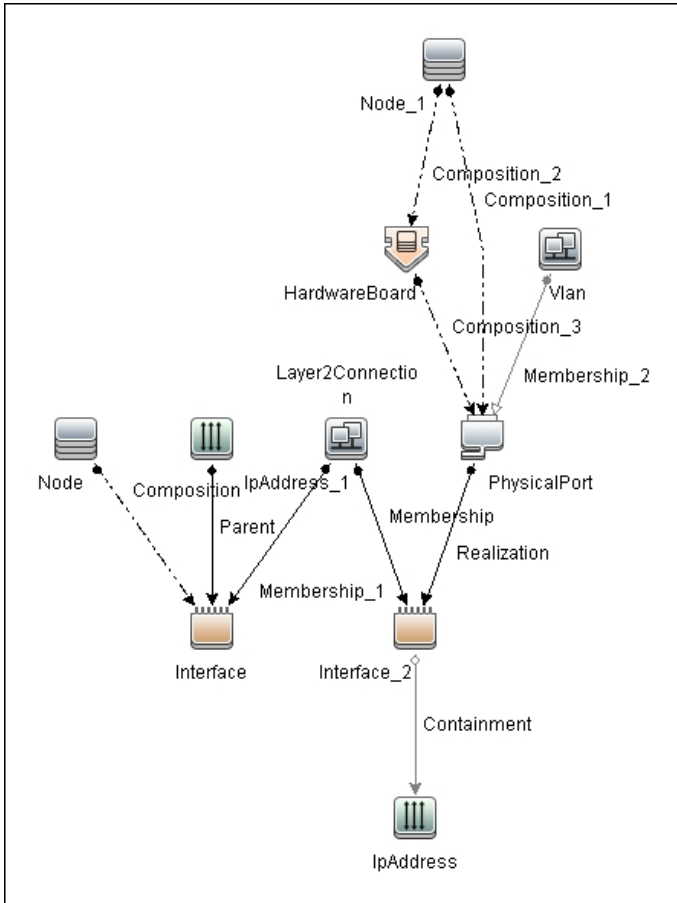 Node_1
Composition_2
Composition_1
HardwareBoard
Vlan
Composition_3
Layer2Connectio
n
Membership_2
Node
Composition
IpAddress_1
PhysicalPort
Parent
Membership
Realization
Membership_1
Interface
Interface_2
Containment
IpAddress